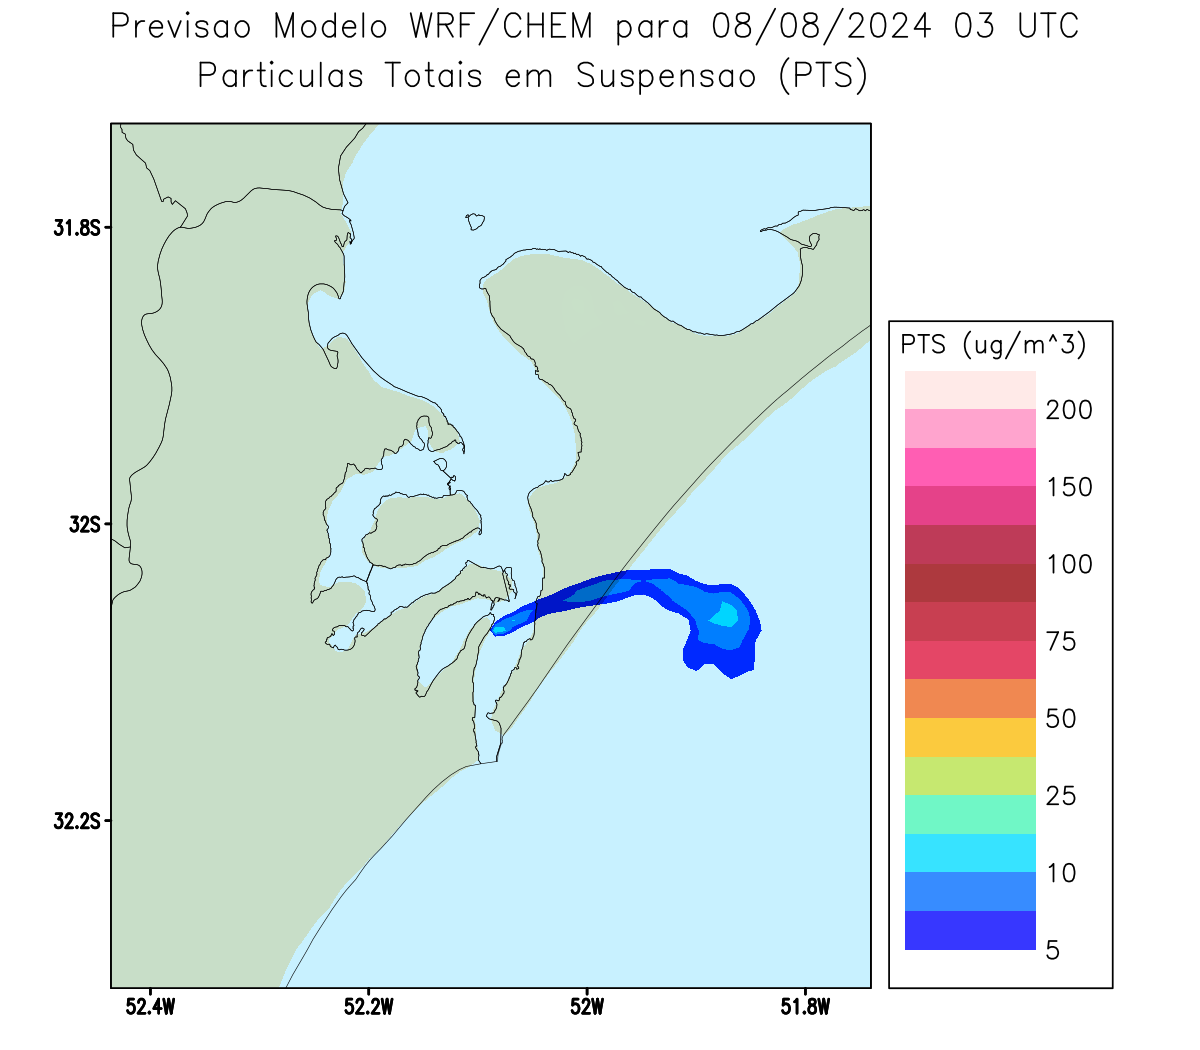 Previsao Modelo WRF/CHEM para 08/08/2024 03 UTC
Particulas Totais em Suspensao (PTS)
31.8S
32S
32.2S
52.4W
52.2W
52W
51.8W
PTS (ug/m^3)
200
150
100
75
50
25
10
5